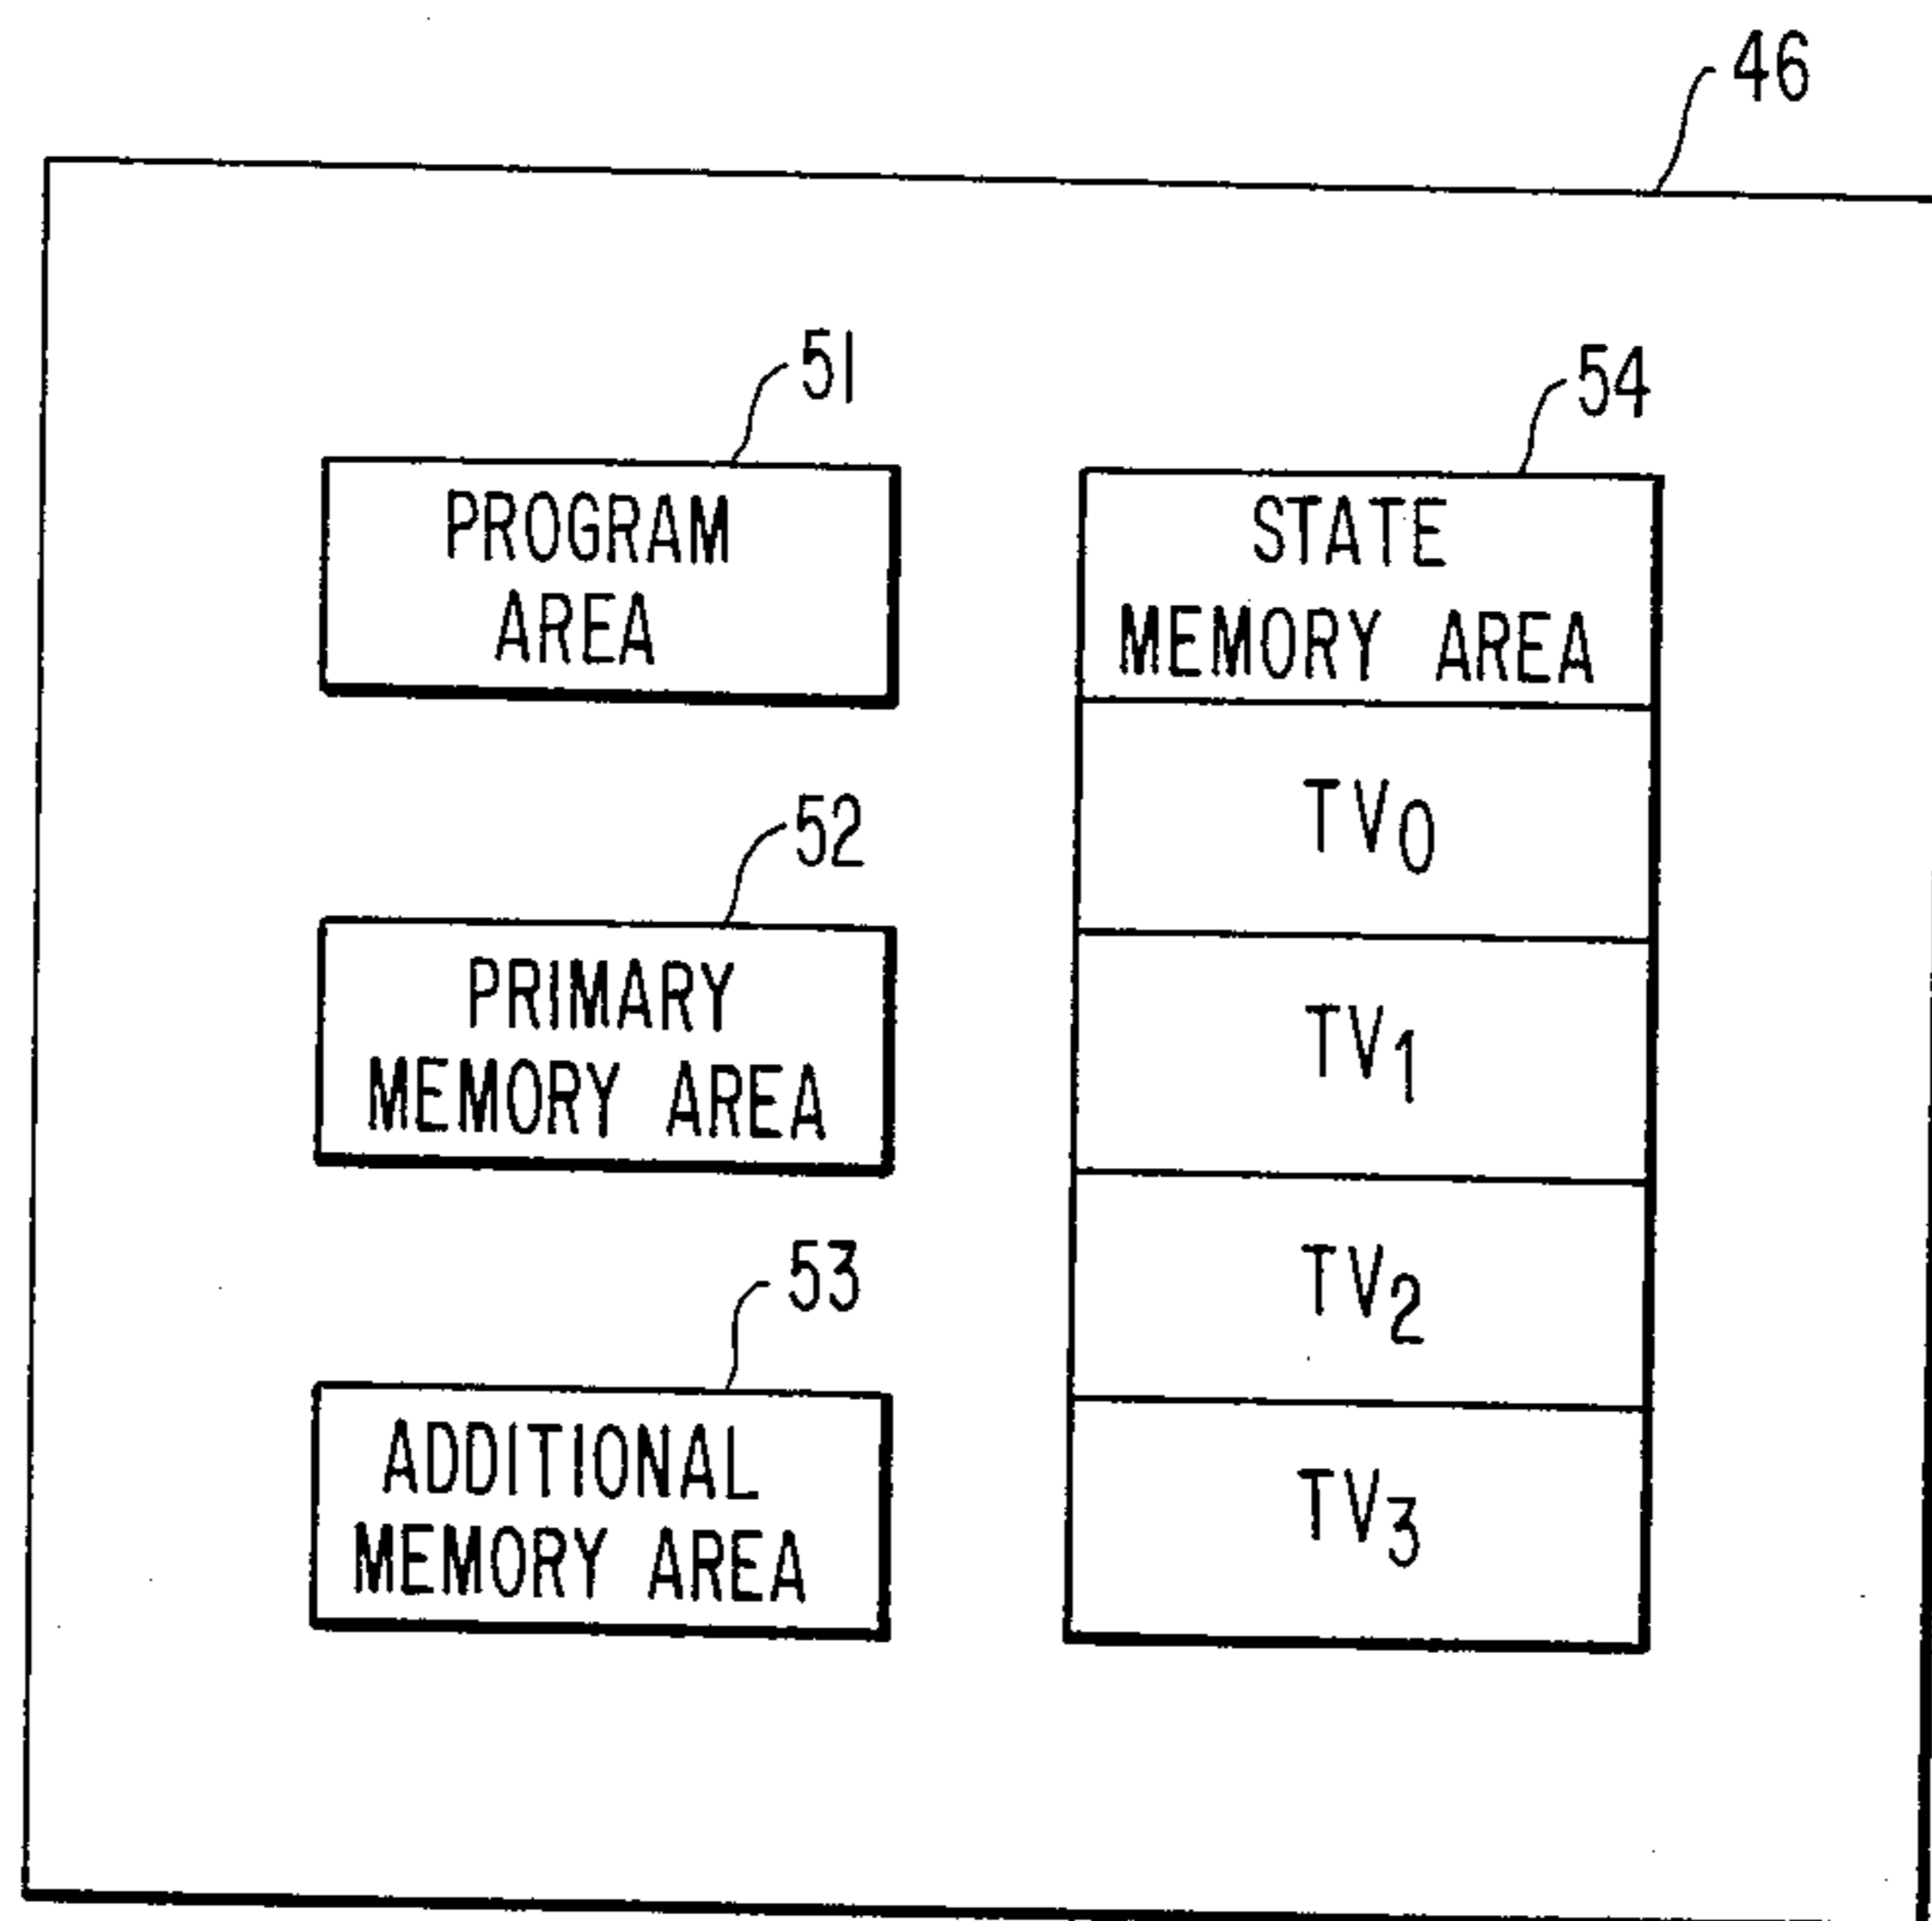 46
51
PROGRAM
AREA
52
PRIMARY
MEMORY AREA
53
ADDITIONAL
MEMORY AREA
54
STATE
MEMORY AREA
TV0
TV1
TV2
TV3